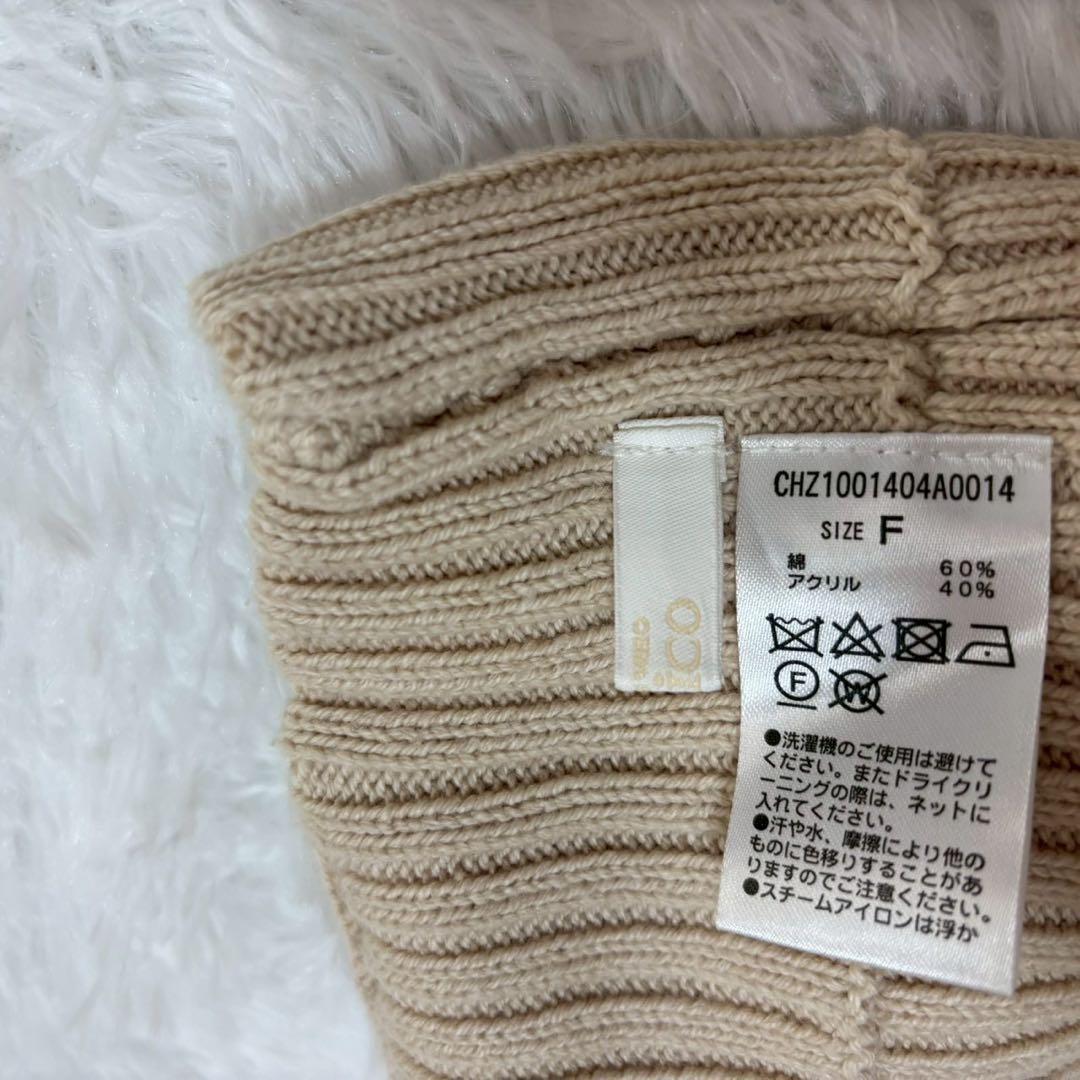 CHZ1001404A0014
SIZE F
綿 60%
アクリル 40%
F
W
●洗濯機のご使用は避けて
ください。またドライクリ
ーニングの際は、ネットに
入れてください。
●汗や水、摩擦により他の
ものに色移りすることがあ
りますのでご注意ください。
●スチームアイロンは浮か
CO